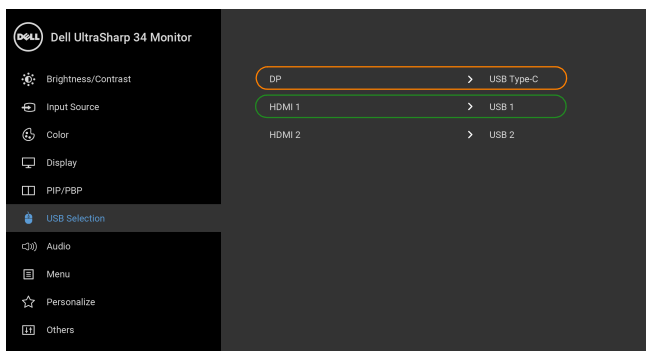 DELL Dell UltraSharp 34 Monitor
Brightness/Contrast
Input Source
Color
Display
PIP/PBP
USB Selection
Audio
Menu
Personalize
Others
DP > USB Type-C
HDMI 1 > USB 1
HDMI 2 > USB 2